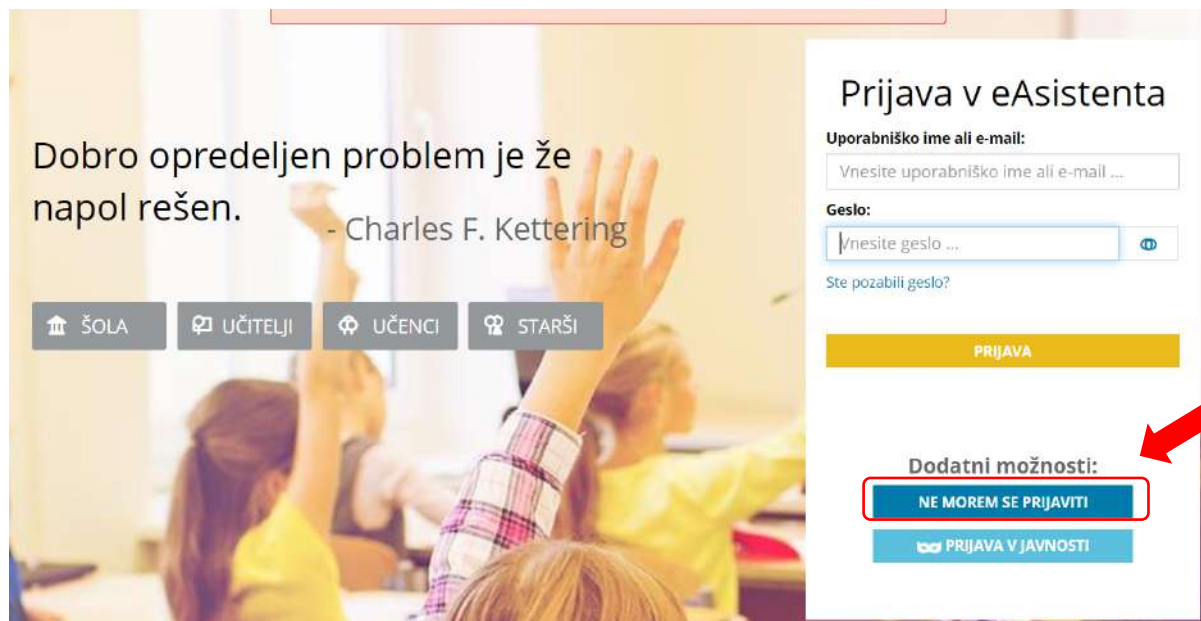 Dobro opredeljen problem je že
napol rešen.
- Charles F. Kettering
ŠOLA
UČITELJI
UČENCI
STARŠI
Prijava v eAsistenta
Uporabniško ime ali e-mail:
Vnesite uporabniško ime ali e-mail ...
Geslo:
Vnesite geslo ...
Ste pozabili geslo?
PRIJAVA
Dodatni možnosti:
NE MOREM SE PRIJAVITI
PRIJAVA V JAVNOSTI